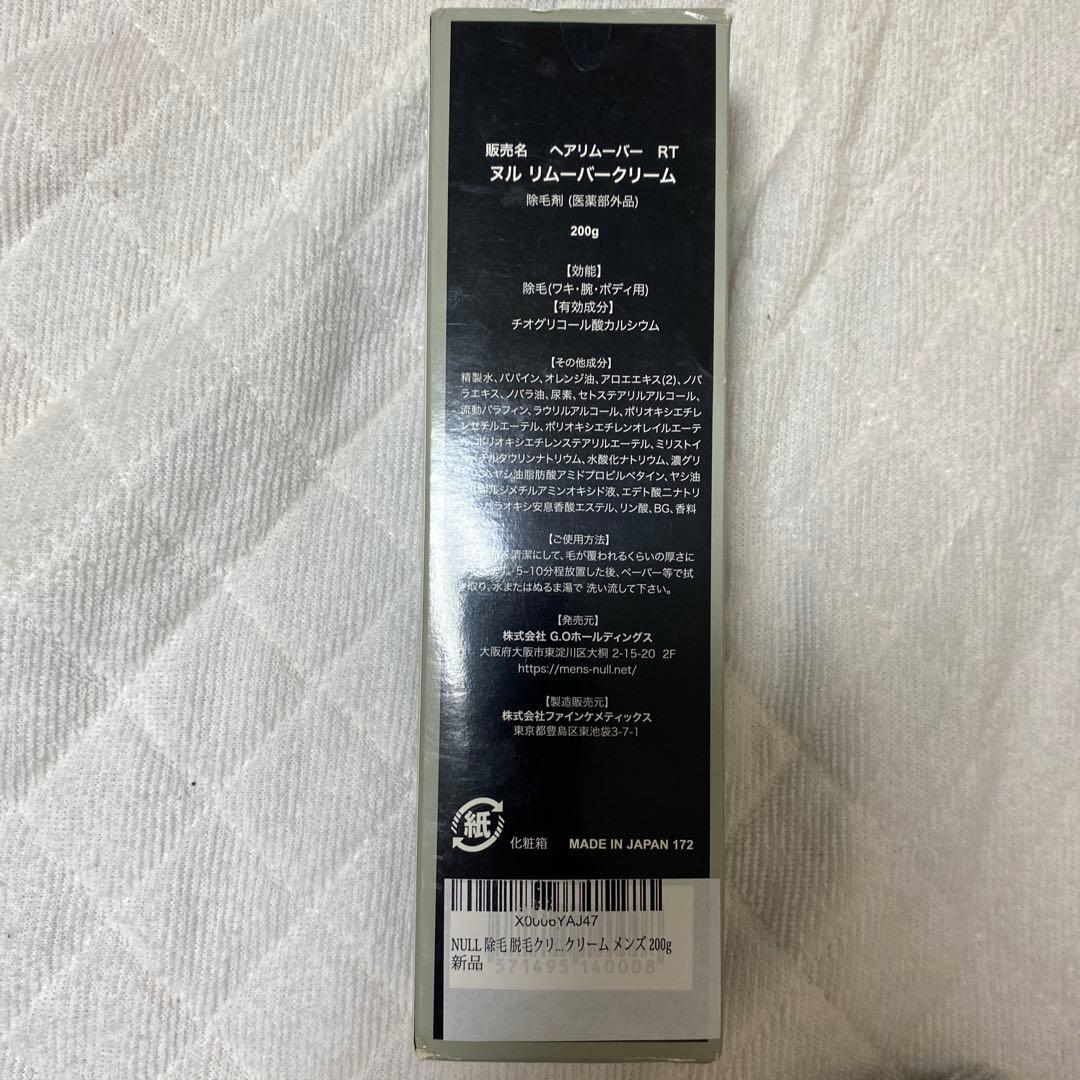 販売名 ヘアリムーバー RT
ヌル リムーバークリーム
除毛剤 (医薬部外品)
200g
【効能】
除毛(ワキ・腕・ボディ用)
【有効成分】
チオグリコール酸カルシウム
【その他成分】
精製水、パパイン、オレンジ油、アロエエキス(2)、ノバ
ラエキス、ノバラ油、尿素、セトステアリルアルコール、
流動パラフィン、ラウリルアルコール、ポリオキシエチレ
ンセチルエーテル、ポリオキシエチレンオレイルエーテ
ル、ポリオキシエチレンステアリルエーテル、ミリストイ
ルメチルタウリンナトリウム、水酸化ナトリウム、濃グリ
ヤシ油脂肪酸アミドプロピルベタイン、ヤシ油
ジメチルアミンオキシド液、エデト酸二ナトリ
パラオキシ安息香酸エステル、リン酸、BG、香料
【ご使用方法】
清潔にして、毛が覆われるくらいの厚さに
5-10分程放置した後、ペーパー等で拭
き取り、水またはぬるま湯で 洗い流して下さい。
【発売元】
株式会社 G.Oホールディングス
大阪府大阪市東淀川区大桐 2-15-20 2F
https://mens-null.net/
【製造販売元】
株式会社ファインケメティックス
東京都豊島区東池袋3-7-1
紙
化粧箱 MADE IN JAPAN 172
X0006YAJ47
NULL 除毛 脱毛クリ...クリーム メンズ 200g
新品
571495 140008